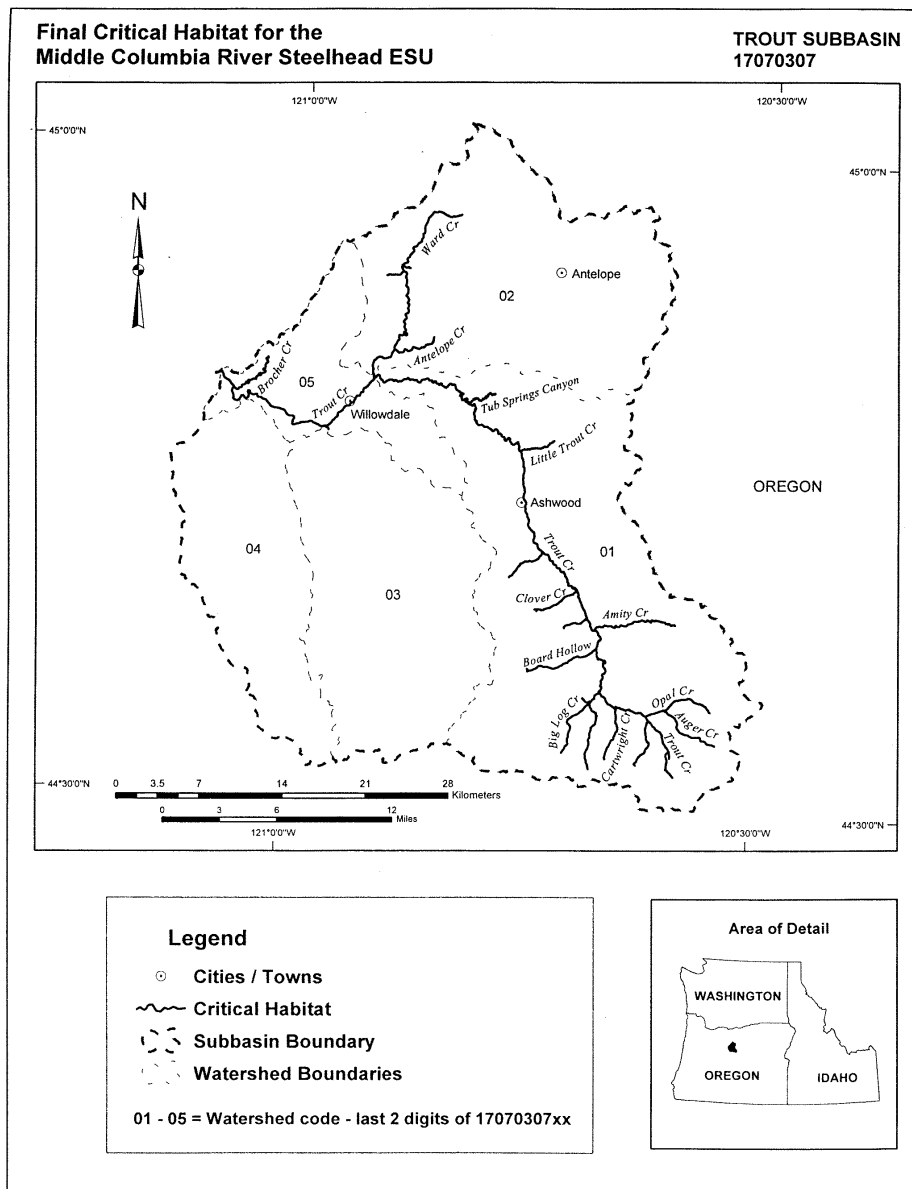 Final Critical Habitat for the
Middle Columbia River Steelhead ESU
TROUT SUBBASIN
17070307
121°0'0"W
120°30'0"W
45°0'0"N
45°0'0"N
N
Ward Cr
Antelope
02
Antelope Cr
Brocher Cr
05
Trout Cr
Willowdale
Tub Springs Canyon
Little Trout Cr
OREGON
Ashwood
04
03
Trout Cr
01
Clover Cr
Amity Cr
Board Hollow
Big Log Cr
Cartwright Cr
Opal Cr
Auger Cr
Trout Cr
44°30'0"N
0 3.5 7 14 21 28
Kilometers
0 3 6 12
Miles
44°30'0"N
121°0'0"W
120°30'0"W
Legend
Cities / Towns
Critical Habitat
Subbasin Boundary
Watershed Boundaries
01 - 05 = Watershed code - last 2 digits of 17070307xx
Area of Detail
WASHINGTON
OREGON
IDAHO